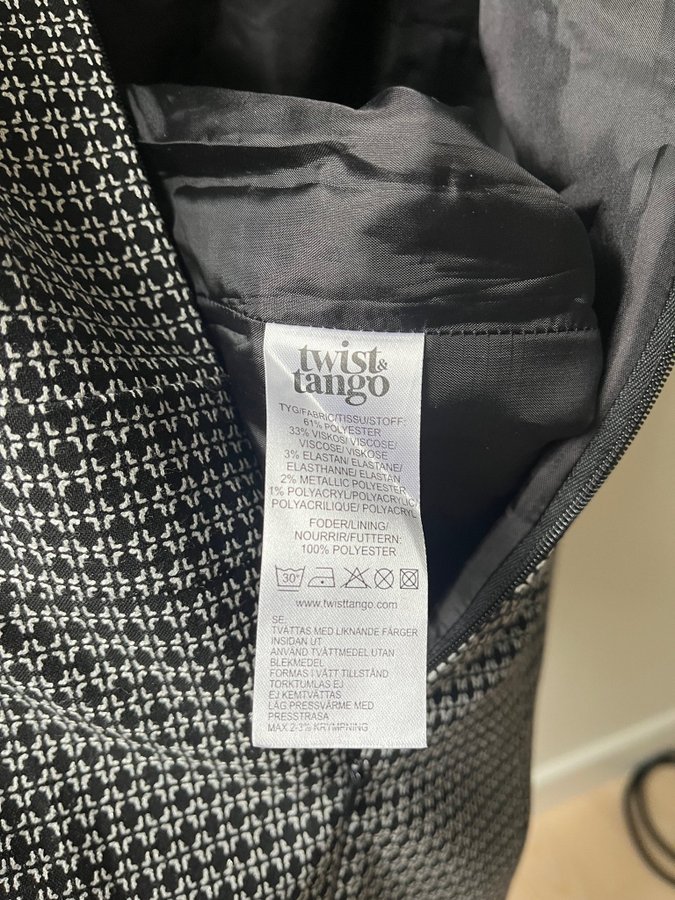 twist&
tango
TYG/FABRIC/TISSU/STOFF:
61% POLYESTER
33% VISKOS/ VISCOSE/
VISCOSE/ VISKOSE
3% ELASTAN/ ELASTANE/
ELASTHANNE/ ELASTAN
2% METALLIC POLYESTER
1% POLYACRYL/POLYACRYLIC/
POLYACRILIQUE/ POLYACRYL
FODER/LINING/
NOURRIR/FUTTERN:
100% POLYESTER
30°
www.twisttango.com
SE
TVÄTTAS MED LIKNANDE FÄRGER
INSIDAN UT
ANVÄND TVÄTTMEDEL UTAN
BLEKMEDEL
FORMAS I VÅTT TILLSTÅND
TORKTUMLAS EJ
EJ KEMTVÄTTAS
LÅG PRESSVÄRME MED
PRESSTRASA
MAX 2-3% KRYMPNING